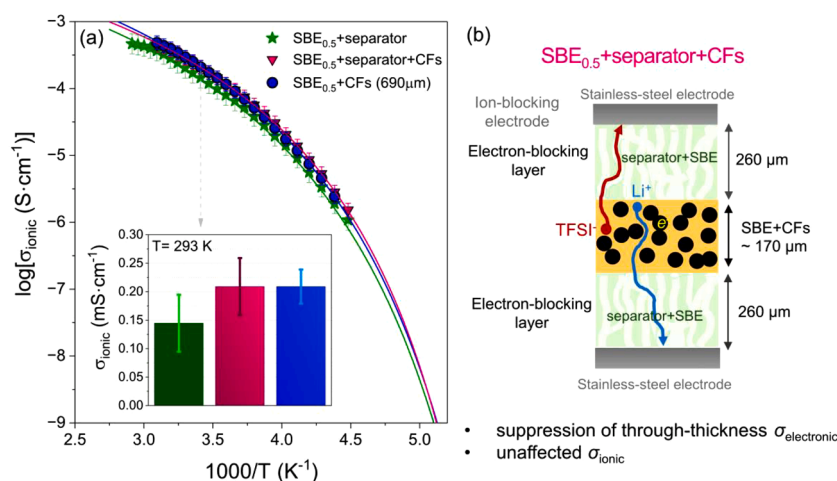 (a)
SBE0.5+separator
SBE0.5+separator+CFs
SBE0.5+CFs (690μm)
log[σionic] (S·cm⁻¹)
-3
-4
-5
-6
-7
-8
-9
T= 293 K
σionic (mS·cm⁻¹)
0.30
0.25
0.20
0.15
0.10
0.05
0.00
2.5 3.0 3.5 4.0 4.5 5.0
1000/T (K⁻¹)
(b)
SBE0.5+separator+CFs
Stainless-steel electrode
Ion-blocking
electrode
Electron-blocking
layer
separator+SBE
260 μm
Li⁺
TFSI⁻
e
SBE+CFs
~ 170 μm
Electron-blocking
layer
separator+SBE
260 μm
Stainless-steel electrode
• suppression of through-thickness σelectronic
• unaffected σionic